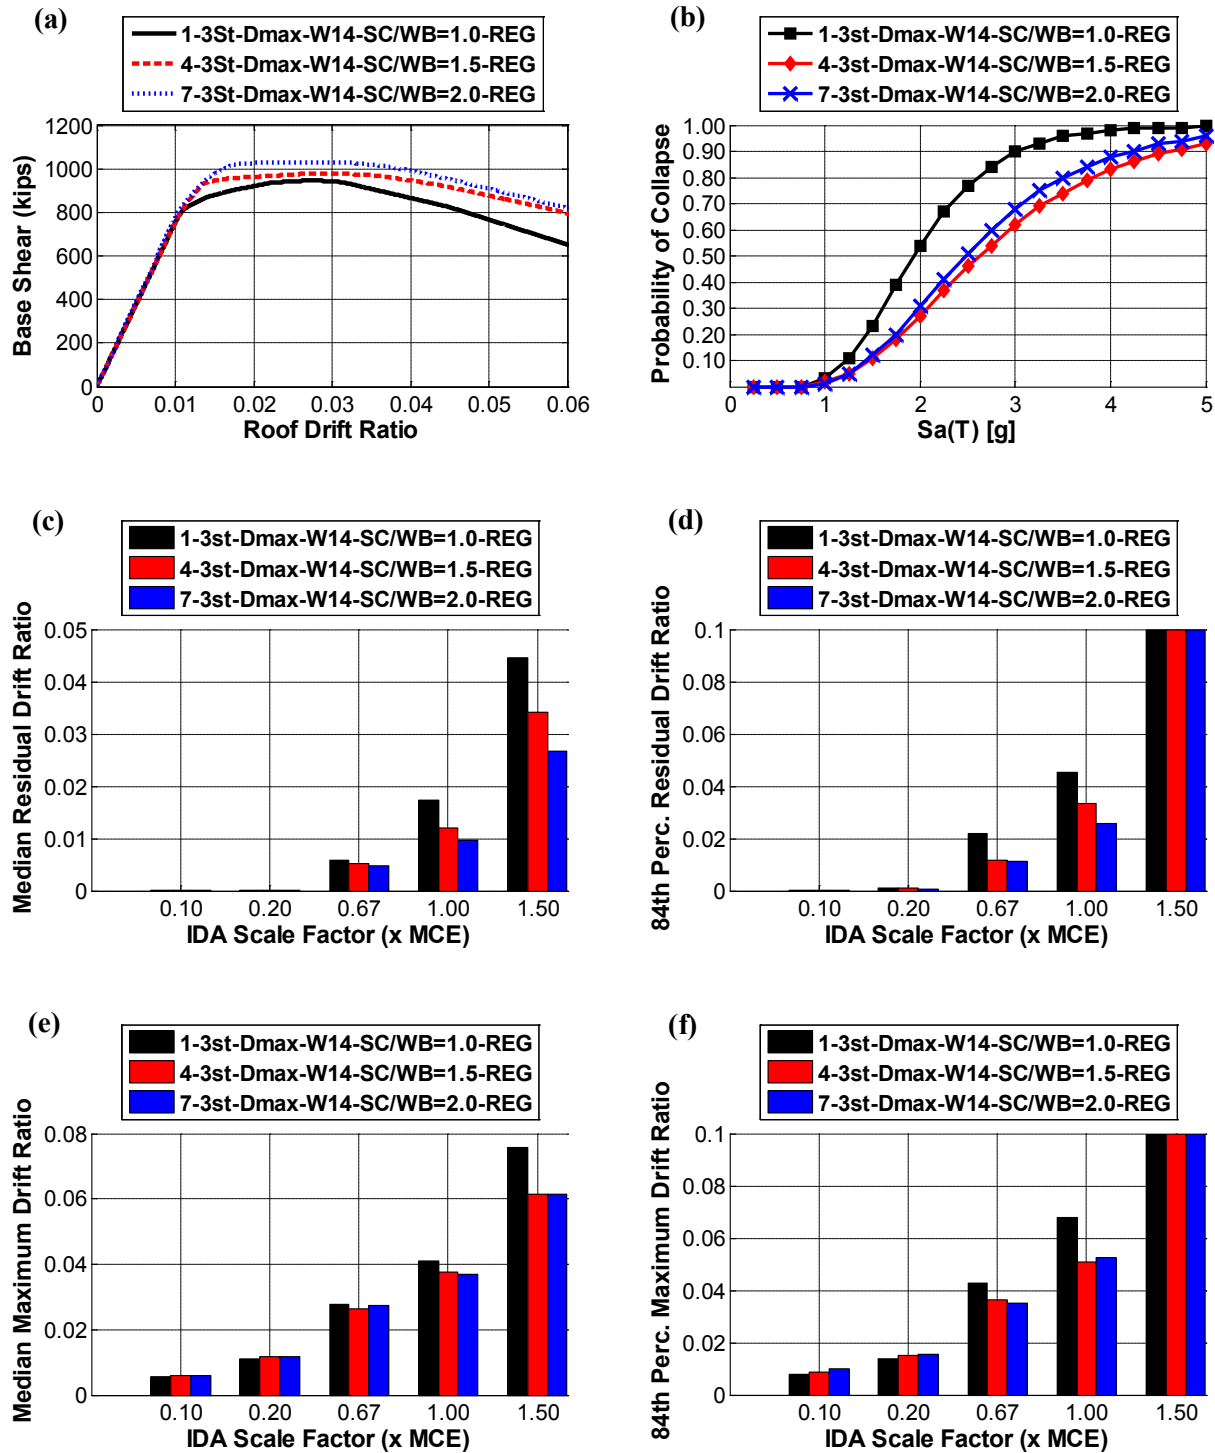 (a)
1-3St-Dmax-W14-SC/WB=1.0-REG
4-3St-Dmax-W14-SC/WB=1.5-REG
7-3St-Dmax-W14-SC/WB=2.0-REG
1200
1000
800
600
400
200
0
0 0.01 0.02 0.03 0.04 0.05 0.06
Base Shear (kips)
Roof Drift Ratio
(b)
1-3st-Dmax-W14-SC/WB=1.0-REG
4-3st-Dmax-W14-SC/WB=1.5-REG
7-3st-Dmax-W14-SC/WB=2.0-REG
1.00
0.90
0.80
0.70
0.60
0.50
0.40
0.30
0.20
0.10
0 1 2 3 4 5
Probability of Collapse
Sa(T) [g]
(c)
1-3st-Dmax-W14-SC/WB=1.0-REG
4-3st-Dmax-W14-SC/WB=1.5-REG
7-3st-Dmax-W14-SC/WB=2.0-REG
0.05
0.04
0.03
0.02
0.01
0
0.10 0.20 0.67 1.00 1.50
Median Residual Drift Ratio
IDA Scale Factor (x MCE)
(d)
1-3st-Dmax-W14-SC/WB=1.0-REG
4-3st-Dmax-W14-SC/WB=1.5-REG
7-3st-Dmax-W14-SC/WB=2.0-REG
0.1
0.08
0.06
0.04
0.02
0
0.10 0.20 0.67 1.00 1.50
84th Perc. Residual Drift Ratio
IDA Scale Factor (x MCE)
(e)
1-3st-Dmax-W14-SC/WB=1.0-REG
4-3st-Dmax-W14-SC/WB=1.5-REG
7-3st-Dmax-W14-SC/WB=2.0-REG
0.08
0.06
0.04
0.02
0
0.10 0.20 0.67 1.00 1.50
Median Maximum Drift Ratio
IDA Scale Factor (x MCE)
(f)
1-3st-Dmax-W14-SC/WB=1.0-REG
4-3st-Dmax-W14-SC/WB=1.5-REG
7-3st-Dmax-W14-SC/WB=2.0-REG
0.1
0.08
0.06
0.04
0.02
0
0.10 0.20 0.67 1.00 1.50
84th Perc. Maximum Drift Ratio
IDA Scale Factor (x MCE)